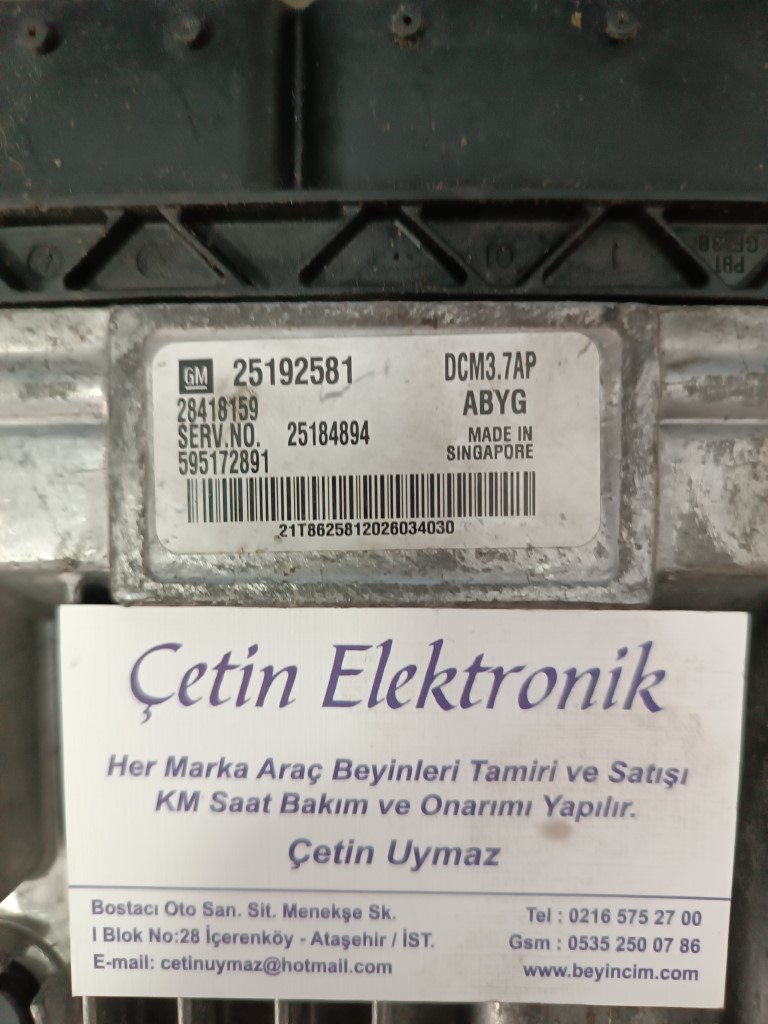 PBT
GF30
GM 25192581 DCM3.7AP
28418159 ABYG
SERV.NO. 25184894 MADE IN
595172891 SINGAPORE
21T8625812026034030
Çetin Elektronik
Her Marka Araç Beyinleri Tamiri ve Satışı
KM Saat Bakım ve Onarımı Yapılır.
Çetin Uymaz
Bostacı Oto San. Sit. Menekşe Sk.
I Blok No:28 İçerenköy - Ataşehir / İST.
E-mail: cetinuymaz@hotmail.com
Tel : 0216 575 27 00
Gsm : 0535 250 07 86
www.beyincim.com